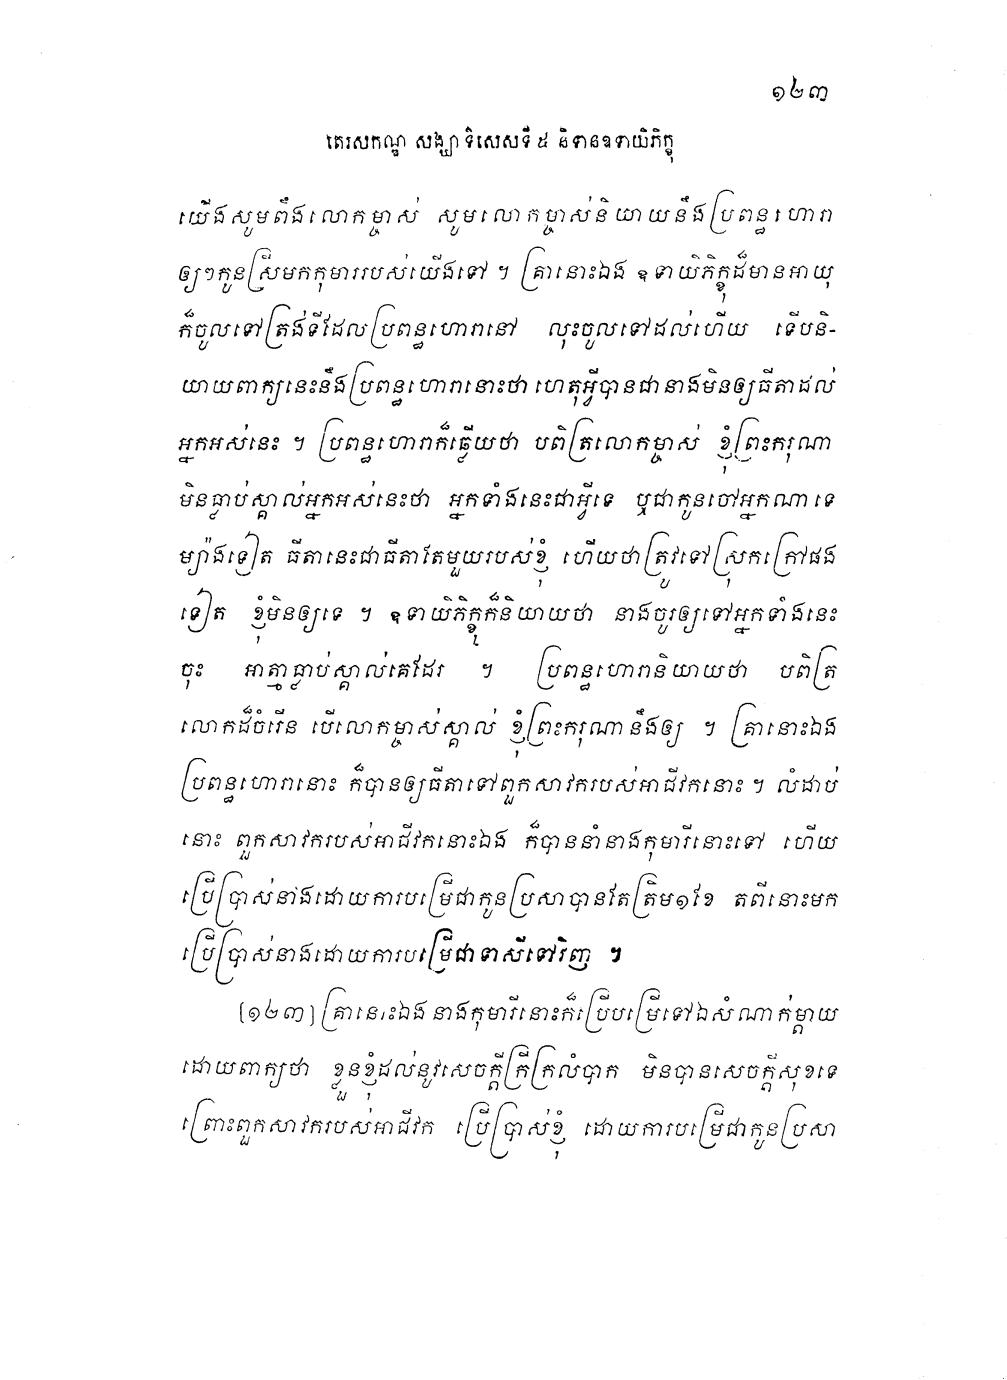 ១២៣
តេរសកណ្ឌ សង្ឃាទិសេសទី ៥ និទានឧទាយិភិក្ខុ
យើងសូមពឹងលោកម្ចាស់ សូមលោកម្ចាស់និយាយនឹងប្រពន្ធហោរា
ឲ្យៗកូនស្រីមកកុមាររបស់យើងទៅ ។ គ្រានោះឯង ឧទាយិភិក្ខុដ៏មានអាយុ
ក៏ចូលទៅត្រង់ទីដែលប្រពន្ធហោរានៅ លុះចូលទៅដល់ហើយ ទើបនិ-
យាយពាក្យនេះនឹងប្រពន្ធហោរានោះថា ហេតុអ្វីបានជានាងមិនឲ្យធីតាដល់
អ្នកអស់នេះ ។ ប្រពន្ធហោរាក៏ឆ្លើយថា បពិត្រលោកម្ចាស់ ខ្ញុំព្រះករុណា
មិនធ្លាប់ស្គាល់អ្នកអស់នេះថា អ្នកទាំងនេះជាអ្វីទេ ឬជាកូនចៅអ្នកណាទេ
ម្យ៉ាងទៀត ធីតានេះជាធីតាតែមួយរបស់ខ្ញុំ ហើយថាត្រូវទៅស្រុកក្រៅផង
ទៀត ខ្ញុំមិនឲ្យទេ ។ ឧទាយិភិក្ខុក៏និយាយថា នាងចូរឲ្យទៅអ្នកទាំងនេះ
ចុះ អាត្មាធ្លាប់ស្គាល់គេដែរ ។ ប្រពន្ធហោរានិយាយថា បពិត្រ
លោកដ៏ចំរើន បើលោកម្ចាស់ស្គាល់ ខ្ញុំព្រះករុណានឹងឲ្យ ។ គ្រានោះឯង
ប្រពន្ធហោរានោះ ក៏បានឲ្យធីតាទៅពួកសាវករបស់អាជីវកនោះ ។ លំដាប់
នោះ ពួកសាវករបស់អាជីវកនោះឯង ក៏បាននាំនាងកុមារីនោះទៅ ហើយ
ប្រើប្រាស់នាងដោយការបម្រើជាកូនប្រសាបានតែត្រឹម១ខែ តពីនោះមក
ប្រើប្រាស់នាងដោយការបម្រើជាទាសីទៅវិញ ។
[១២៣] គ្រានោះឯង នាងកុមារីនោះក៏ប្រើបម្រើទៅឯសំណាក់ម្តាយ
ដោយពាក្យថា ខ្លួនខ្ញុំដល់នូវសេចក្តីក្រីក្រលំបាក មិនបានសេចក្តីសុខទេ
ព្រោះពួកសាវករបស់អាជីវក ប្រើប្រាស់ខ្ញុំ ដោយការបម្រើជាកូនប្រសា